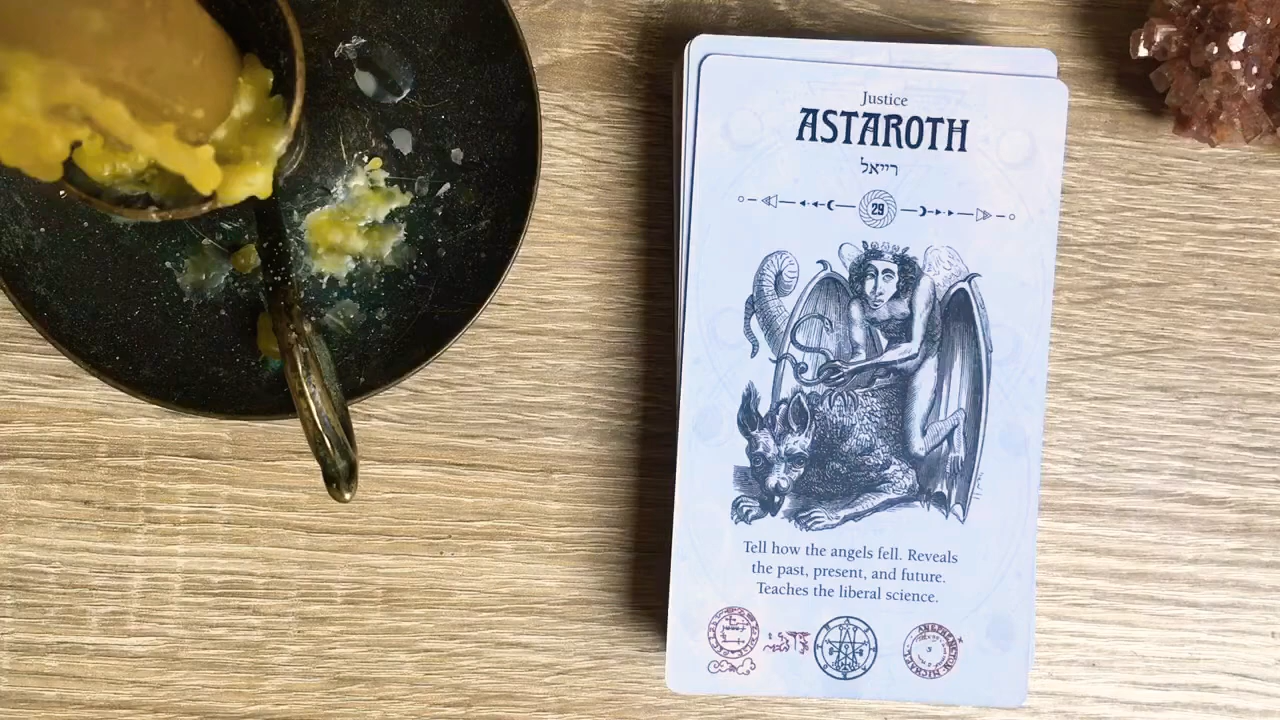 Justice
ASTAROTH
רייאל
29
Tell how the angels fell. Reveals
the past, present, and future.
Teaches the liberal science.